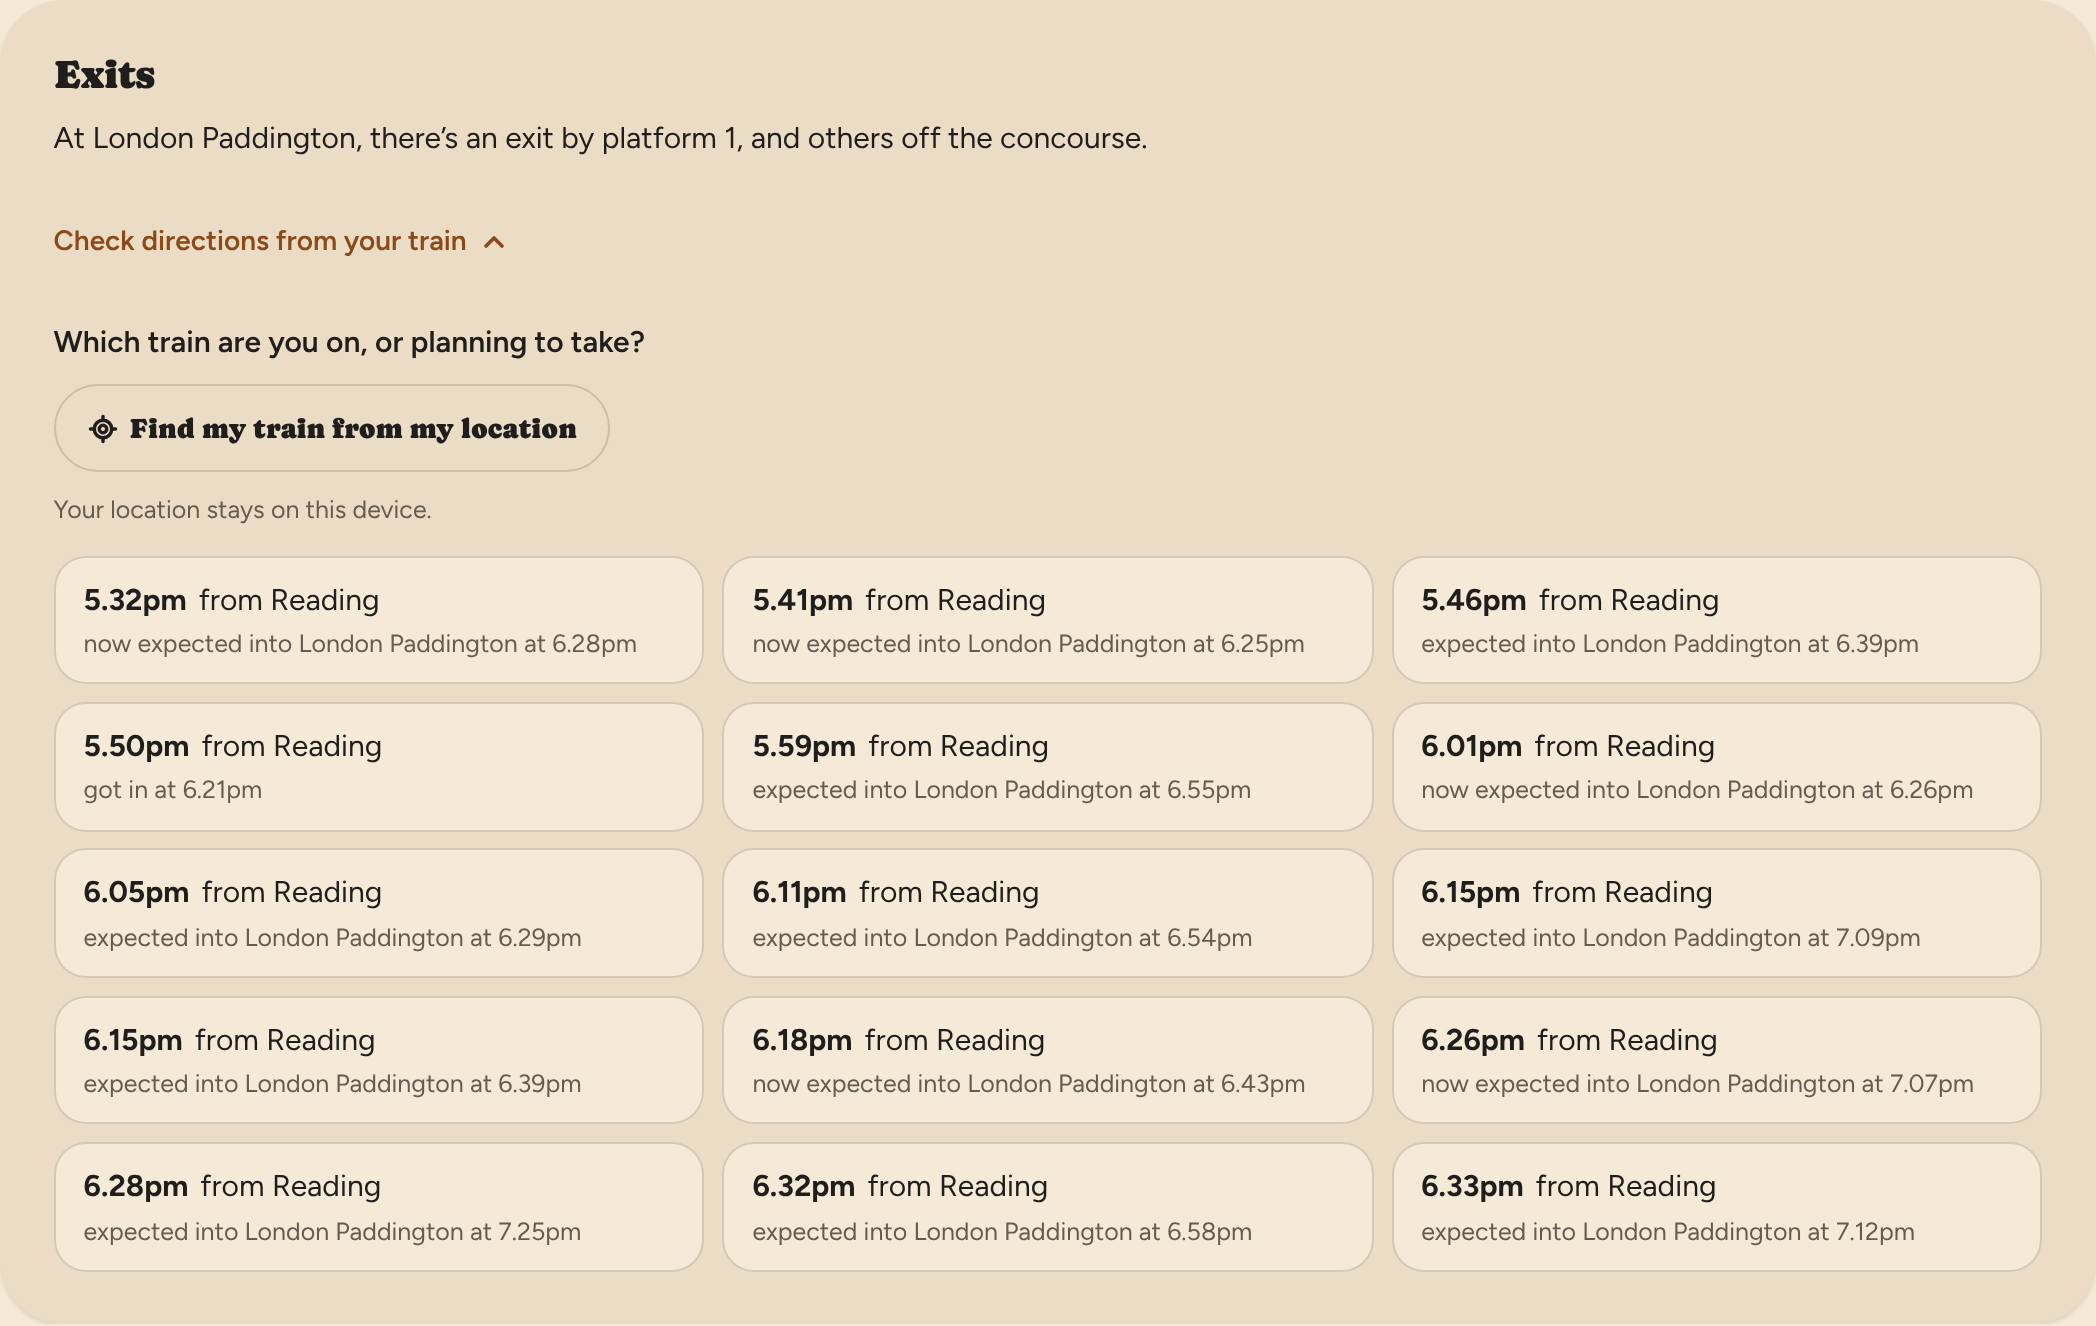 Exits
At London Paddington, there’s an exit by platform 1, and others off the concourse.
Check directions from your train
Which train are you on, or planning to take?
Find my train from my location
Your location stays on this device.
5.32pm from Reading
now expected into London Paddington at 6.28pm
5.41pm from Reading
now expected into London Paddington at 6.25pm
5.46pm from Reading
expected into London Paddington at 6.39pm
5.50pm from Reading
got in at 6.21pm
5.59pm from Reading
expected into London Paddington at 6.55pm
6.01pm from Reading
now expected into London Paddington at 6.26pm
6.05pm from Reading
expected into London Paddington at 6.29pm
6.11pm from Reading
expected into London Paddington at 6.54pm
6.15pm from Reading
expected into London Paddington at 7.09pm
6.15pm from Reading
expected into London Paddington at 6.39pm
6.18pm from Reading
now expected into London Paddington at 6.43pm
6.26pm from Reading
now expected into London Paddington at 7.07pm
6.28pm from Reading
expected into London Paddington at 7.25pm
6.32pm from Reading
expected into London Paddington at 6.58pm
6.33pm from Reading
expected into London Paddington at 7.12pm